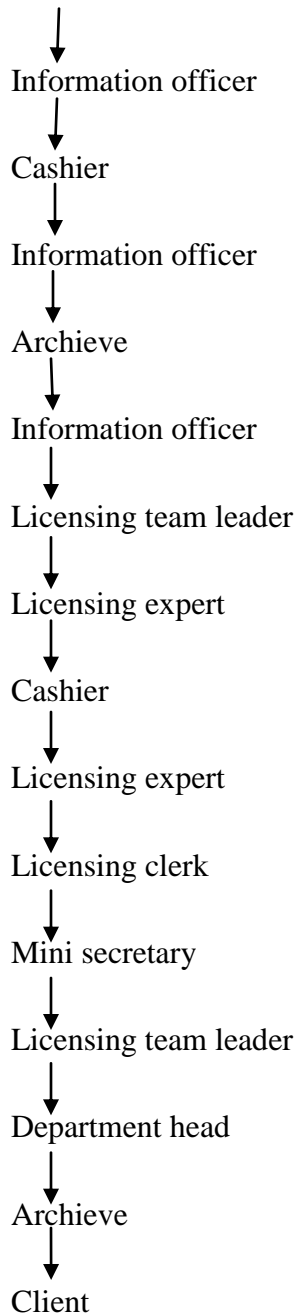 Information officer
Cashier
Information officer
Archieve
Information officer
Licensing team leader
Licensing expert
Cashier
Licensing expert
Licensing clerk
Mini secretary
Licensing team leader
Department head
Archieve
Client